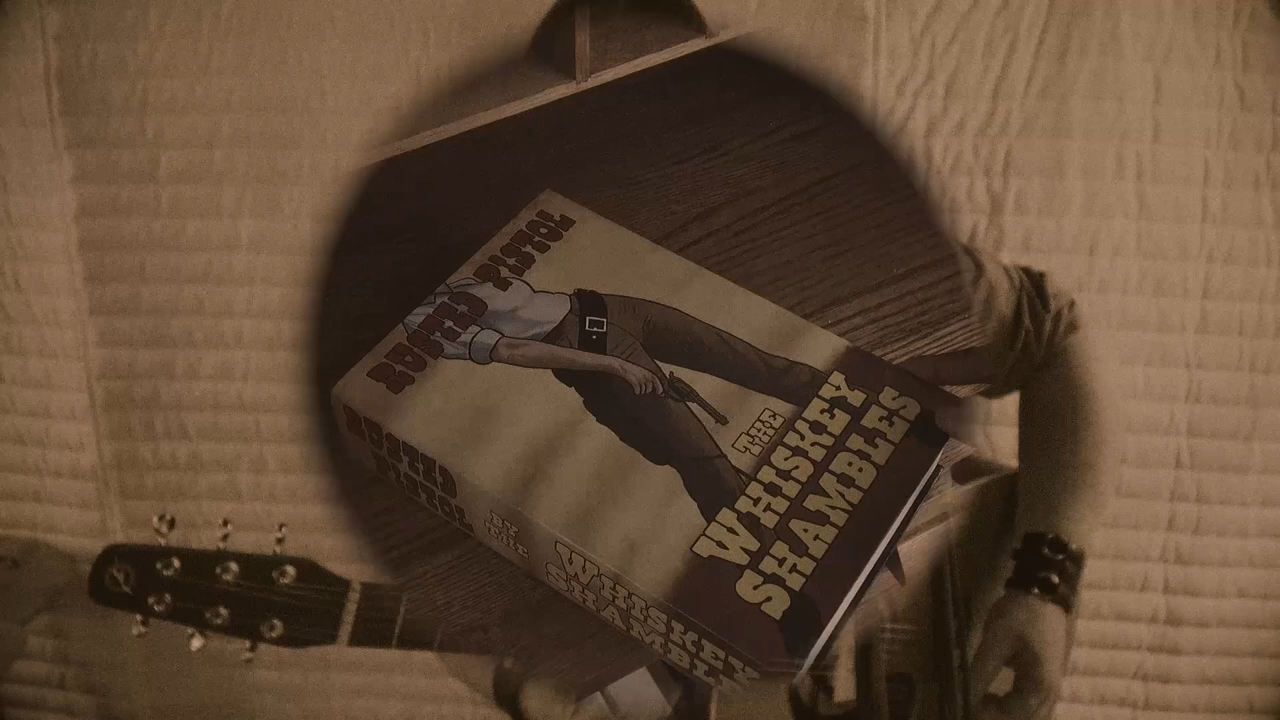 RUSTED PISTOL
THE
WHISKEY
SHAMBLES
RUSTED
PISTOL
BY
THE
WHISKEY
SHAMBLES